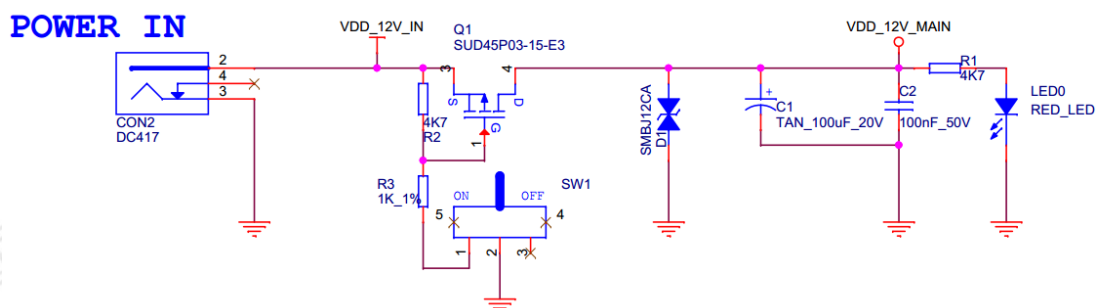 POWER IN
VDD_12V_IN
Q1
SUD45P03-15-E3
VDD_12V_MAIN
2
4
3
CON2
DC417
3
4
S
D
G
1
4K7
R2
R3
1K_1%
SW1
ON
OFF
5
4
1
2
3
SMBJ12CA
D1
+
C1
TAN_100uF_20V
C2
100nF_50V
R1
4K7
LED0
RED_LED